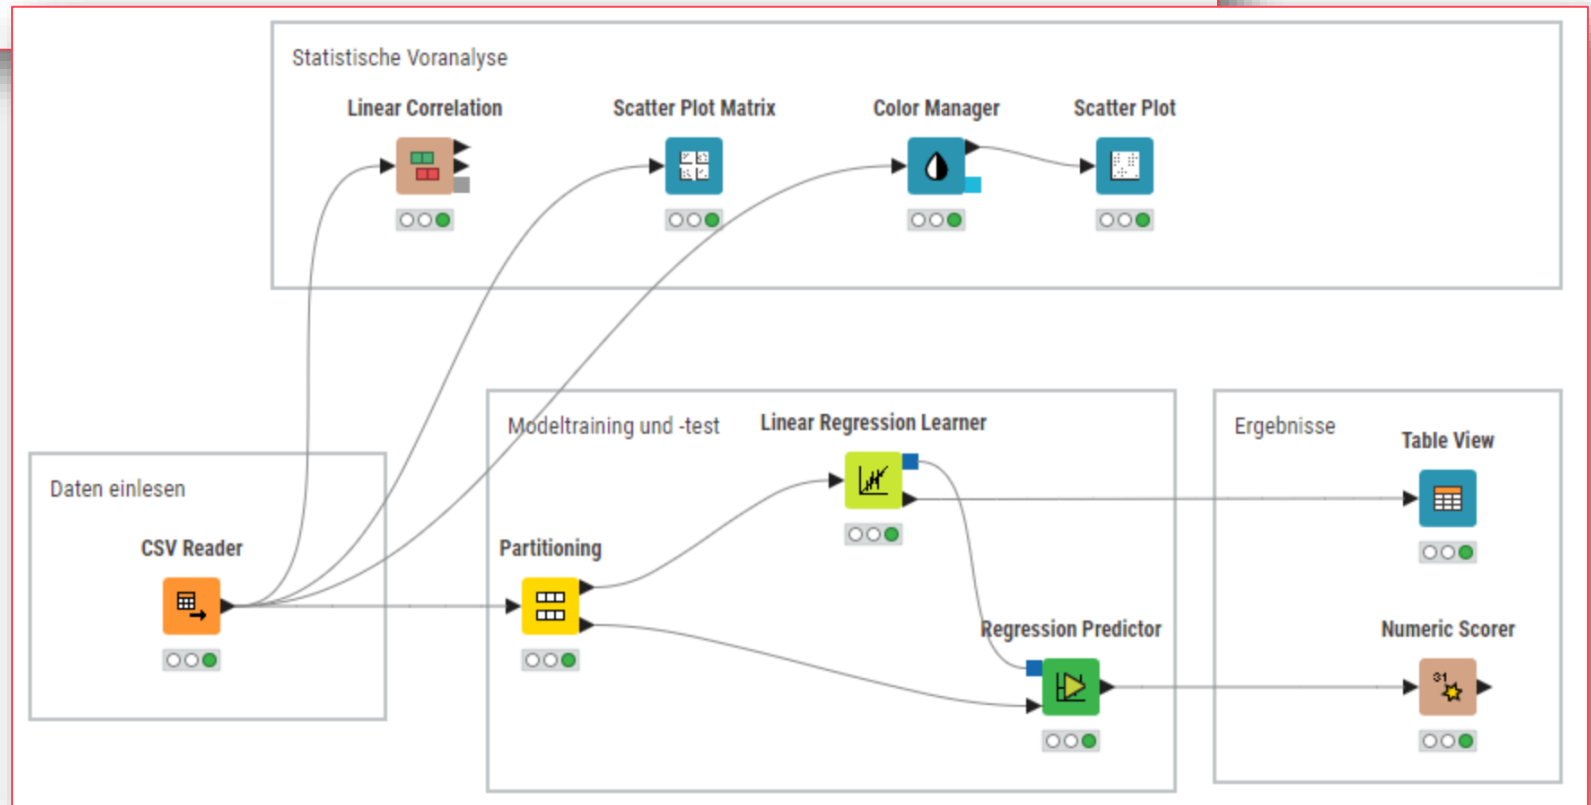 Statistische Voranalyse
Linear Correlation
Scatter Plot Matrix
Color Manager
Scatter Plot
Modeltraining und -test
Linear Regression Learner
Ergebnisse
Table View
Daten einlesen
CSV Reader
Partitioning
Regression Predictor
Numeric Scorer
31